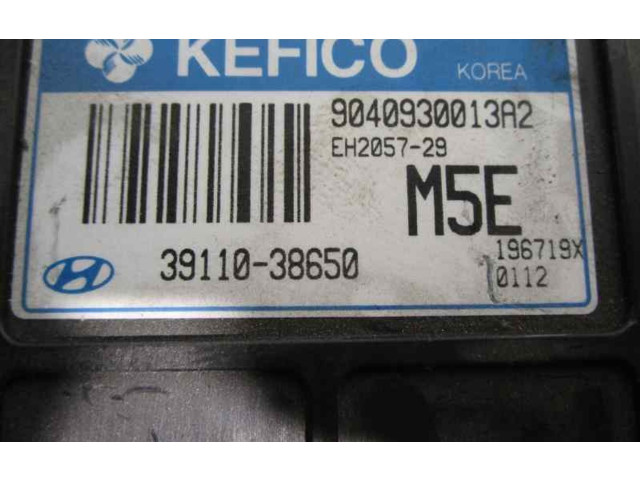 KEFICO
KOREA
9040930013A2
EH2057-29
M5E
39110-38650
196719X
0112